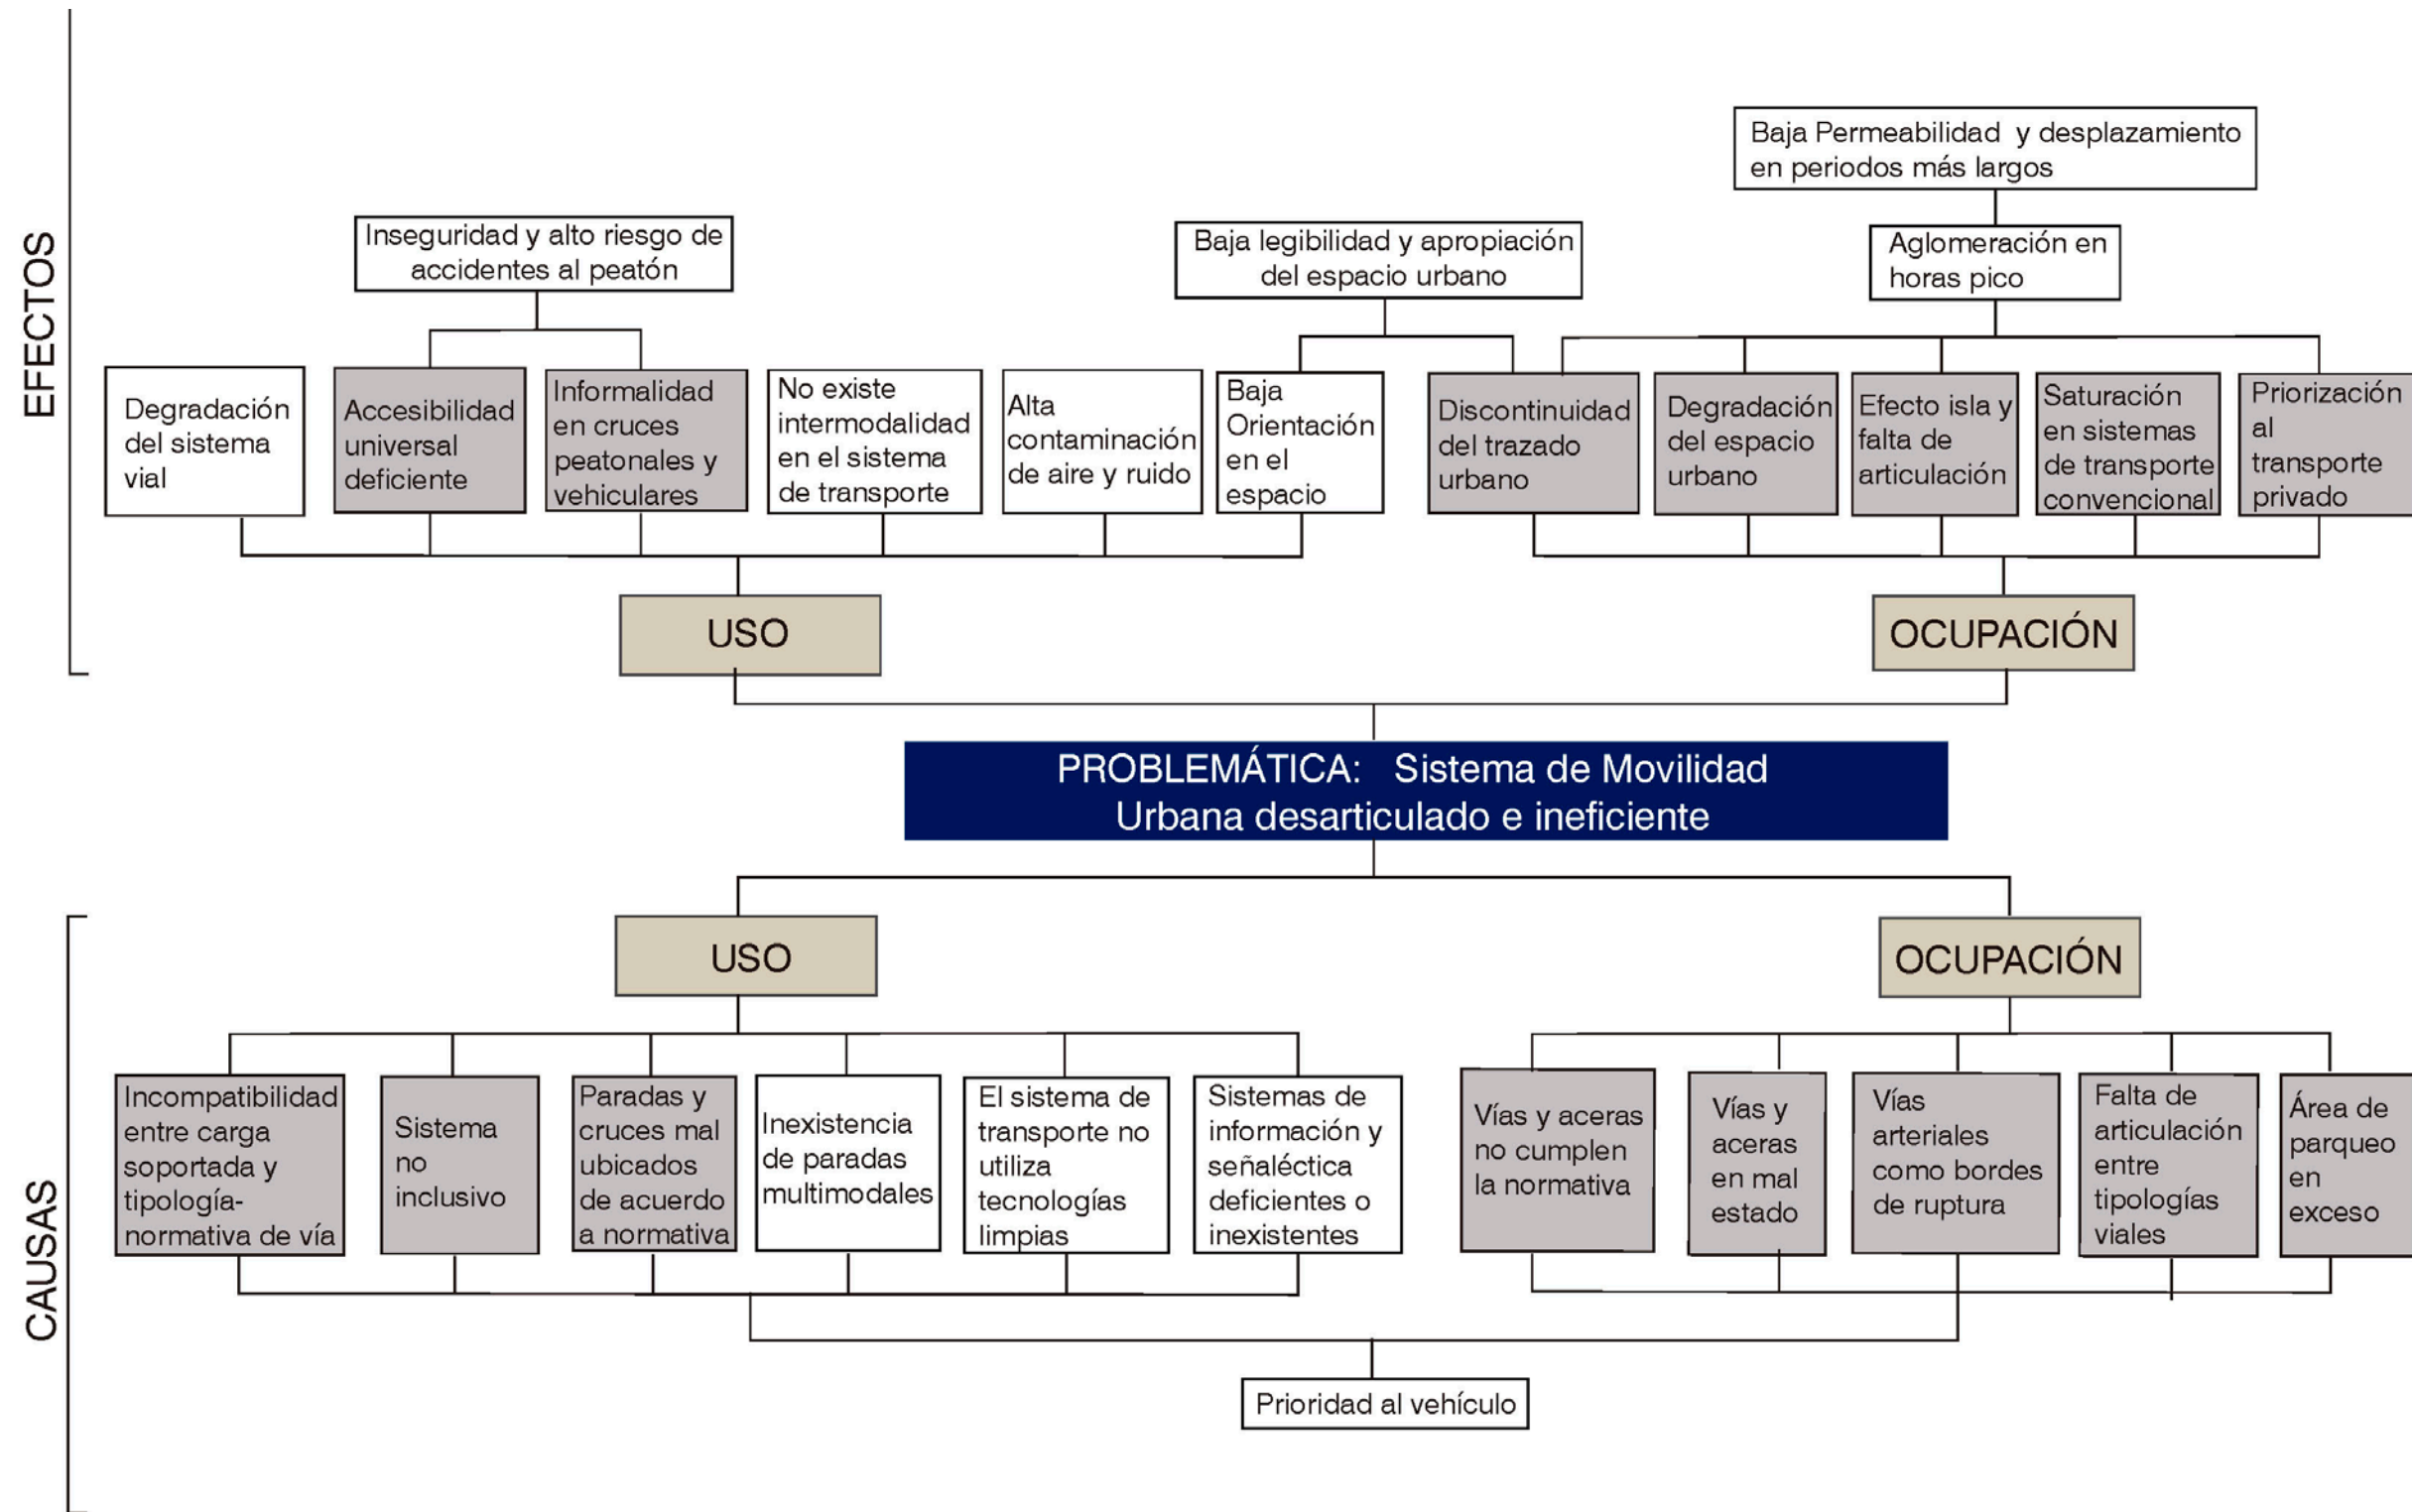 EFECTOS
Baja Permeabilidad y desplazamiento
en periodos más largos
Inseguridad y alto riesgo de
accidentes al peatón
Baja legibilidad y apropiación
del espacio urbano
Aglomeración en
horas pico
Degradación
del sistema
vial
Accesibilidad
universal
deficiente
Informalidad
en cruces
peatonales y
vehiculares
No existe
intermodalidad
en el sistema
de transporte
Alta
contaminación
de aire y ruido
Baja
Orientación
en el
espacio
Discontinuidad
del trazado
urbano
Degradación
del espacio
urbano
Efecto isla y
falta de
articulación
Saturación
en sistemas
de transporte
convencional
Priorización
al
transporte
privado
USO
OCUPACIÓN
PROBLEMÁTICA: Sistema de Movilidad
Urbana desarticulado e ineficiente
CAUSAS
USO
OCUPACIÓN
Incompatibilidad
entre carga
soportada y
tipología-
normativa de vía
Sistema
no
inclusivo
Paradas y
cruces mal
ubicados
de acuerdo
a normativa
Inexistencia
de paradas
multimodales
El sistema de
transporte no
utiliza
tecnologías
limpias
Sistemas de
información y
señaléctica
deficientes o
inexistentes
Vías y aceras
no cumplen
la normativa
Vías y
aceras
en mal
estado
Vías
arteriales
como bordes
de ruptura
Falta de
articulación
entre
tipologías
viales
Área de
parqueo
en
exceso
Prioridad al vehículo